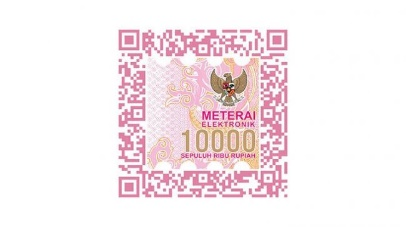 METERAI
ELEKTRONIK
10000
SEPULUH RIBU RUPIAH